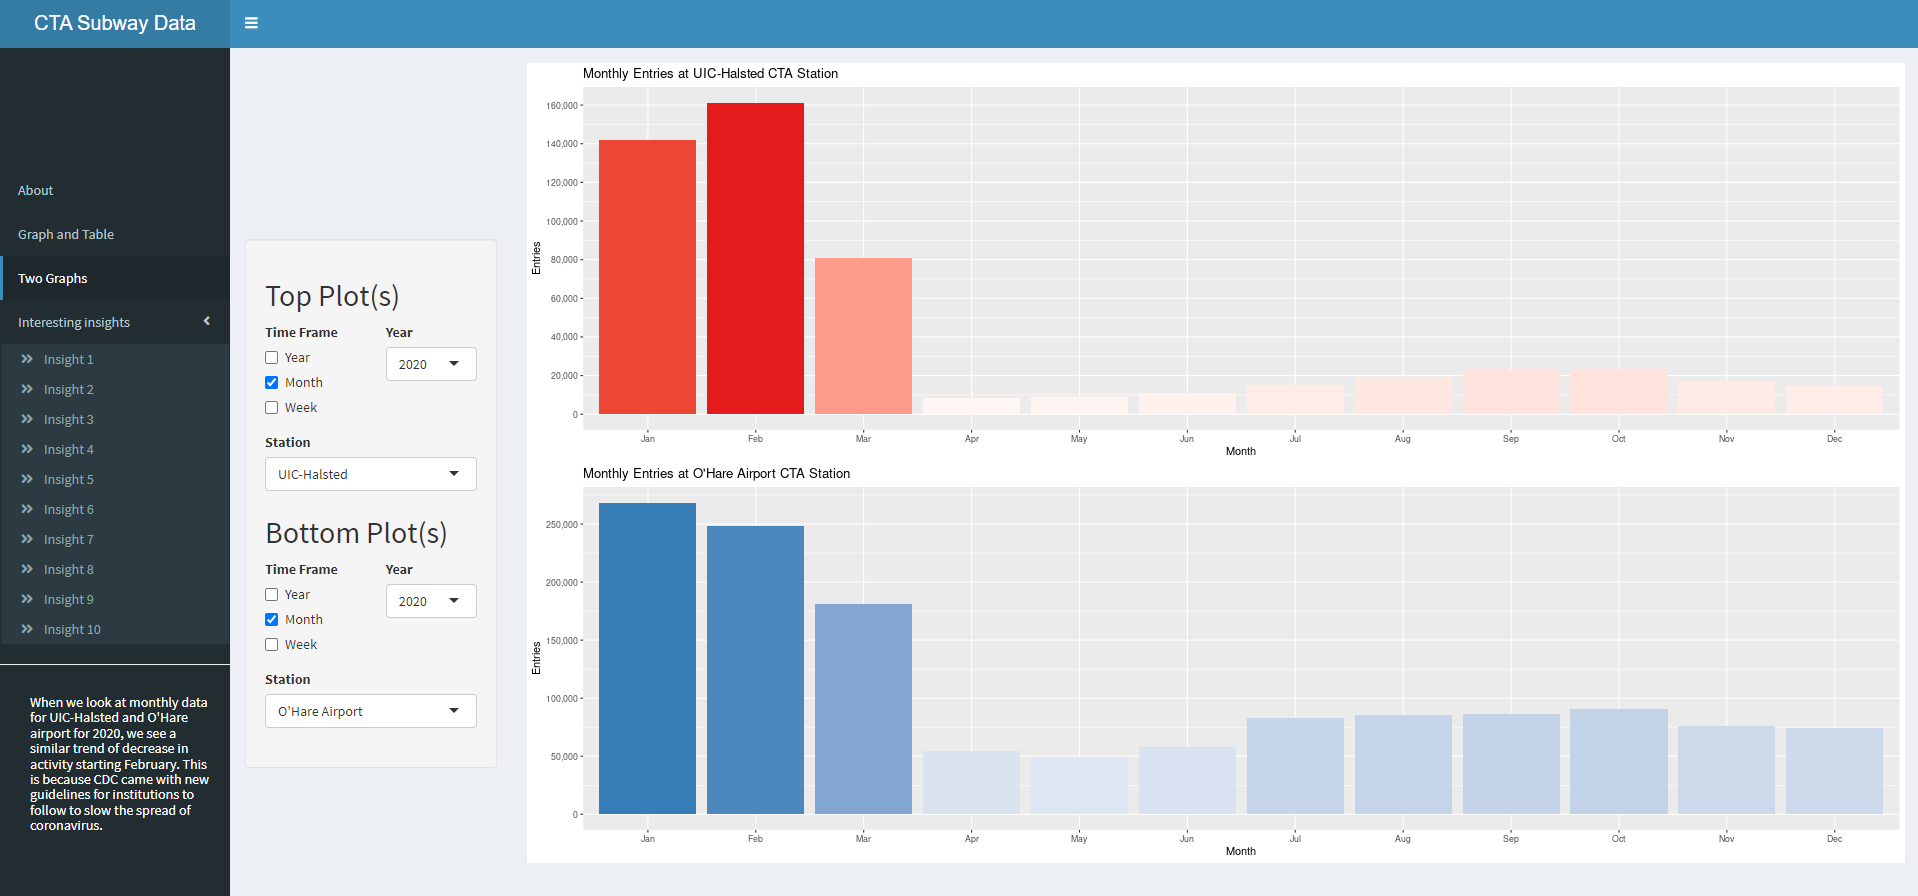 CTA Subway Data
About
Graph and Table
Two Graphs
Interesting insights
Insight 1
Insight 2
Insight 3
Insight 4
Insight 5
Insight 6
Insight 7
Insight 8
Insight 9
Insight 10
When we look at monthly data
for UIC-Halsted and O'Hare
airport for 2020, we see a
similar trend of decrease in
activity starting February. This
is because CDC came with new
guidelines for institutions to
follow to slow the spread of
coronavirus.
Top Plot(s)
Time Frame Year
Year 2020
Month
Week
Station
UIC-Halsted
Bottom Plot(s)
Time Frame Year
Year 2020
Month
Week
Station
O'Hare Airport
Monthly Entries at UIC-Halsted CTA Station
160,000
140,000
120,000
100,000
80,000
60,000
40,000
20,000
0
Entries
Jan Feb Mar Apr May Jun Jul Aug Sep Oct Nov Dec
Month
Monthly Entries at O'Hare Airport CTA Station
250,000
200,000
150,000
100,000
50,000
0
Entries
Jan Feb Mar Apr May Jun Jul Aug Sep Oct Nov Dec
Month